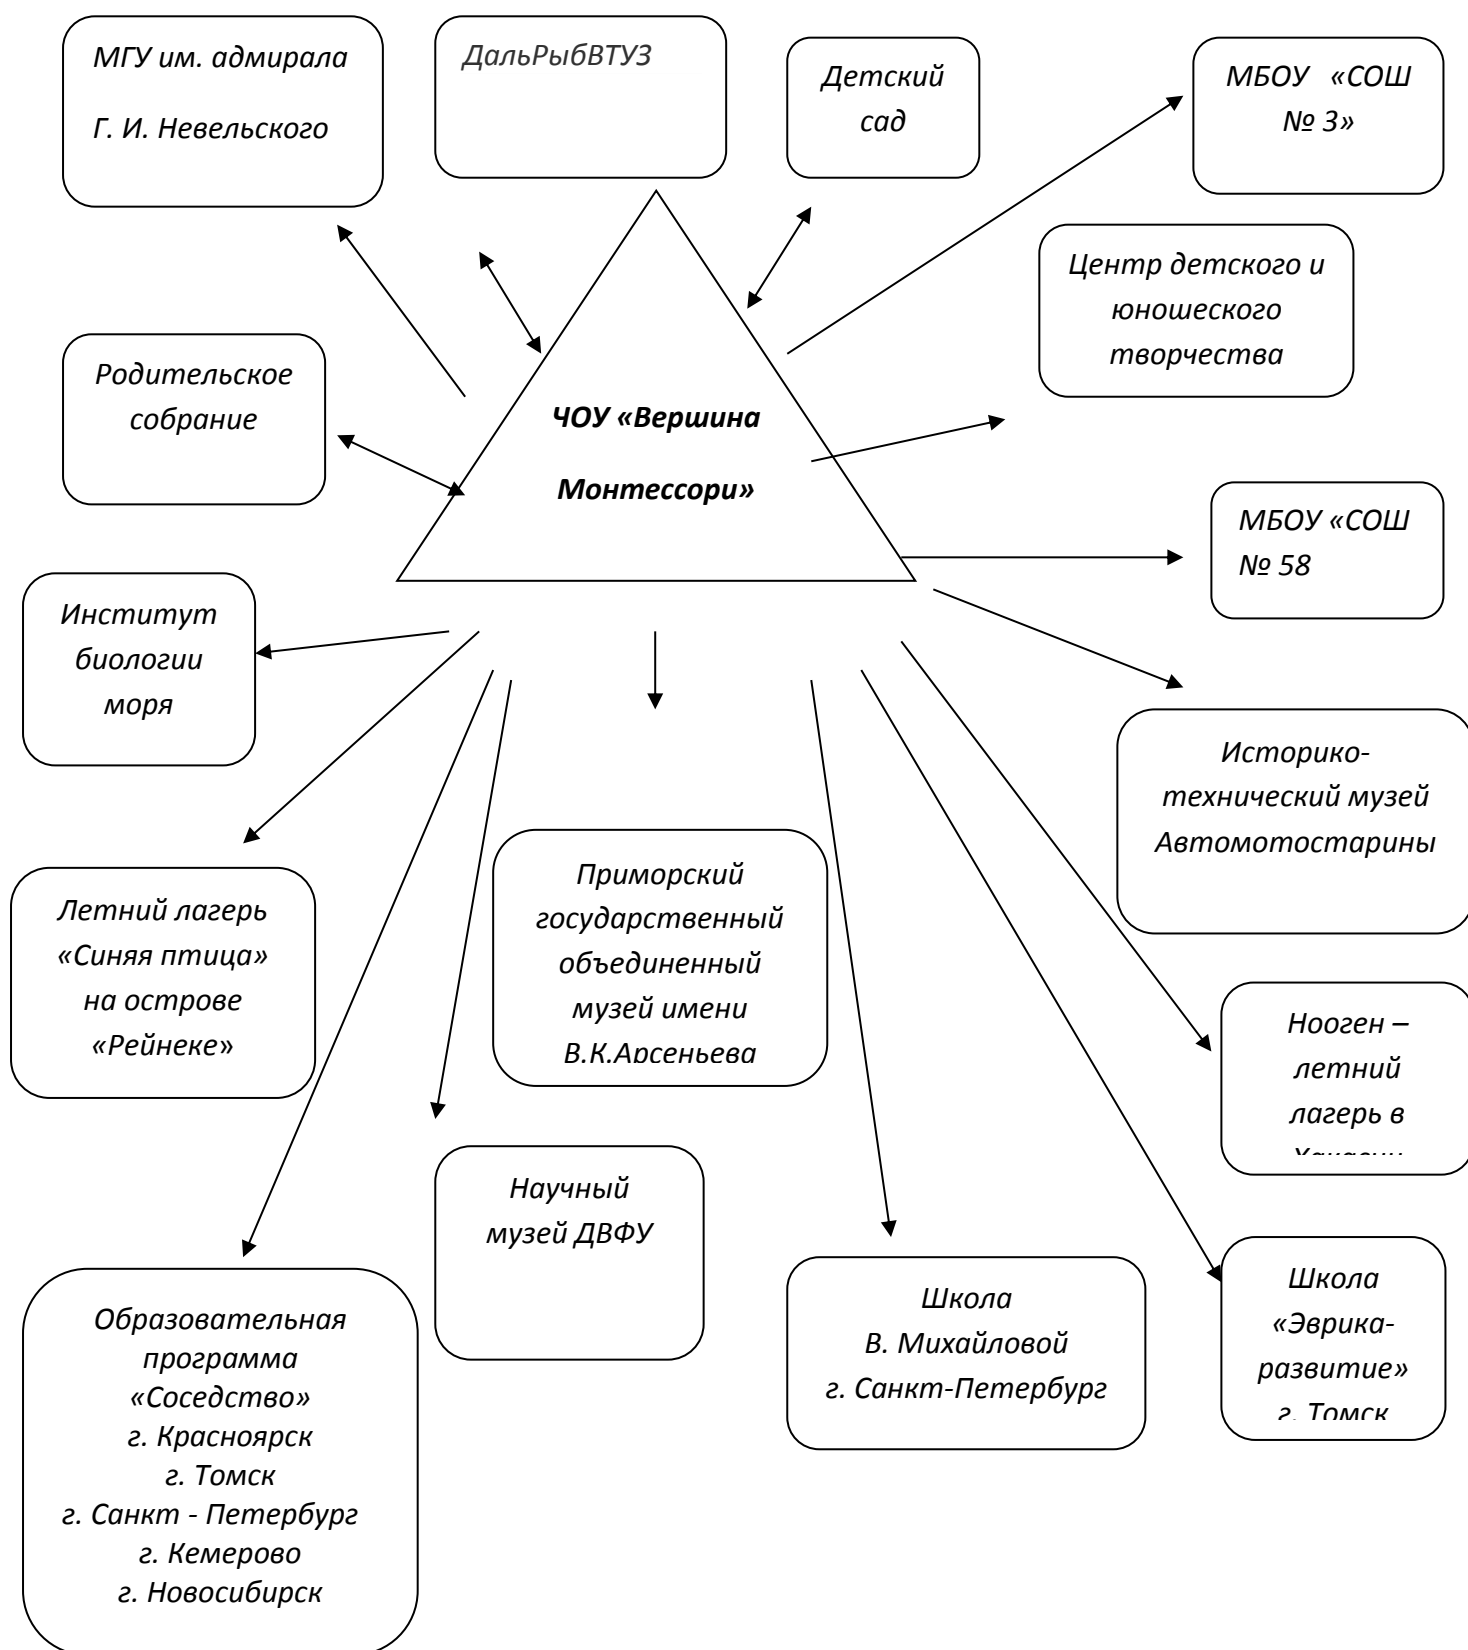 МГУ им. адмирала
Г. И. Невельского
ДальРыбВТУЗ
Детский
сад
МБОУ «СОШ
№ 3»
Центр детского и
юношеского
творчества
Родительское
собрание
ЧОУ «Вершина
Монтессори»
МБОУ «СОШ
№ 58
Институт
биологии
моря
Историко-
технический музей
Автомотостарины
Летний лагерь
«Синяя птица»
на острове
«Рейнеке»
Приморский
государственный
объединенный
музей имени
В.К.Арсеньева
Нооген –
летний
лагерь в
Научный
музей ДВФУ
Школа
В. Михайловой
г. Санкт-Петербург
Школа
«Эврика-
развитие»
г. Томск
Образовательная
программа
«Соседство»
г. Красноярск
г. Томск
г. Санкт - Петербург
г. Кемерово
г. Новосибирск